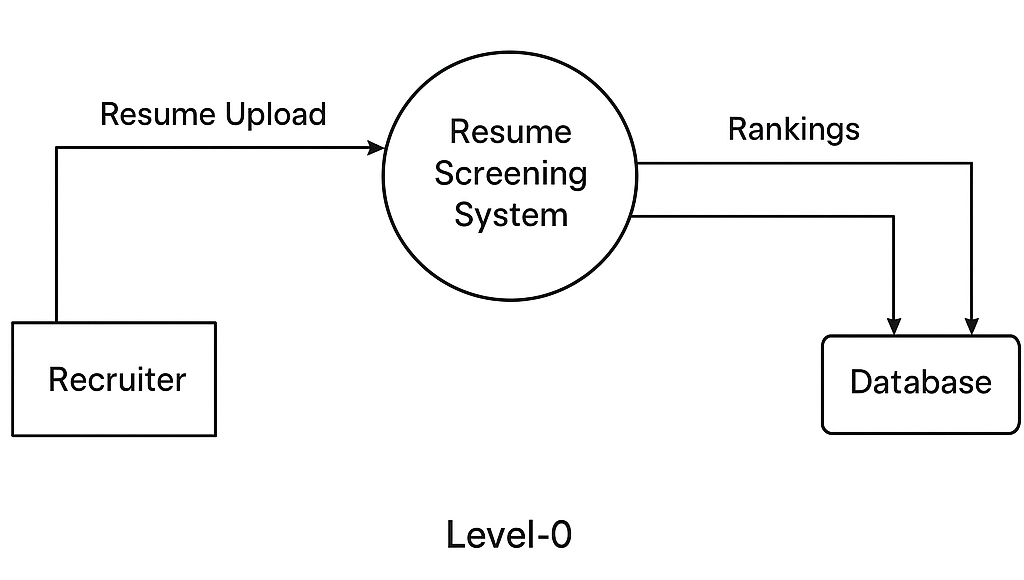 Resume Upload
Resume
Screening
System
Rankings
Recruiter
Database
Level-0